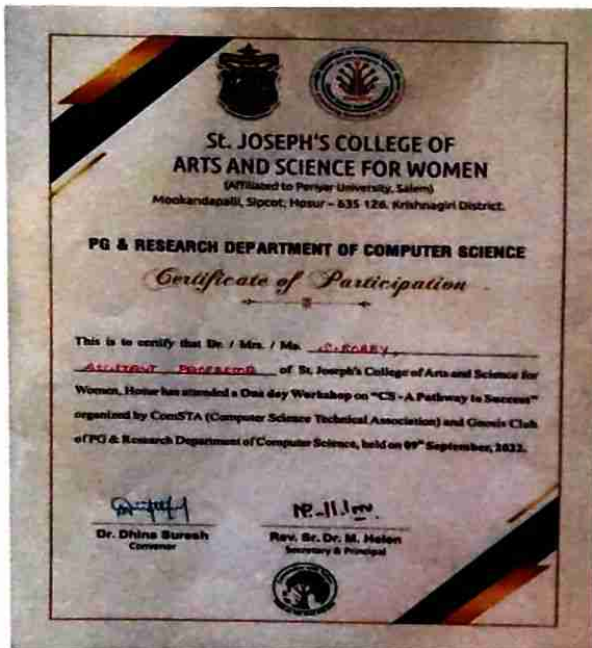 St. JOSEPH'S COLLEGE OF
ARTS AND SCIENCE FOR WOMEN
(Affiliated to Periyar University, Salem)
Mookandapalli, Sipcot, Hosur – 635 126. Krishnagiri District.
PG & RESEARCH DEPARTMENT OF COMPUTER SCIENCE
Certificate of Participation
This is to certify that Dr. / Mrs. / Ms.
of St. Joseph's College of Arts and Science for
Women, Hosur has attended a One day Workshop on "CS - A Pathway to Success"
organized by ComSTA (Computer Science Technical Association) and Gnosis Club
of PG & Research Department of Computer Science, held on 09th September, 2022.
Dr. Dhina Suresh
Convenor
Rev. Sr. Dr. M. Helen
Secretary & Principal